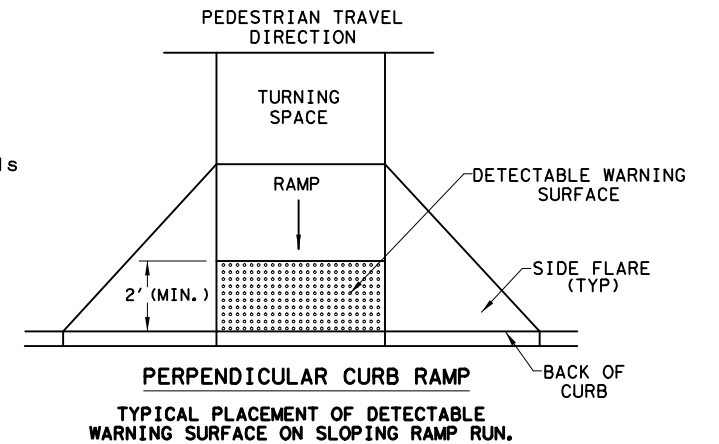 PEDESTRIAN TRAVEL
DIRECTION
TURNING
SPACE
ls
RAMP
DETECTABLE WARNING
SURFACE
SIDE FLARE
(TYP)
2' (MIN.)
BACK OF
CURB
PERPENDICULAR CURB RAMP
TYPICAL PLACEMENT OF DETECTABLE
WARNING SURFACE ON SLOPING RAMP RUN.